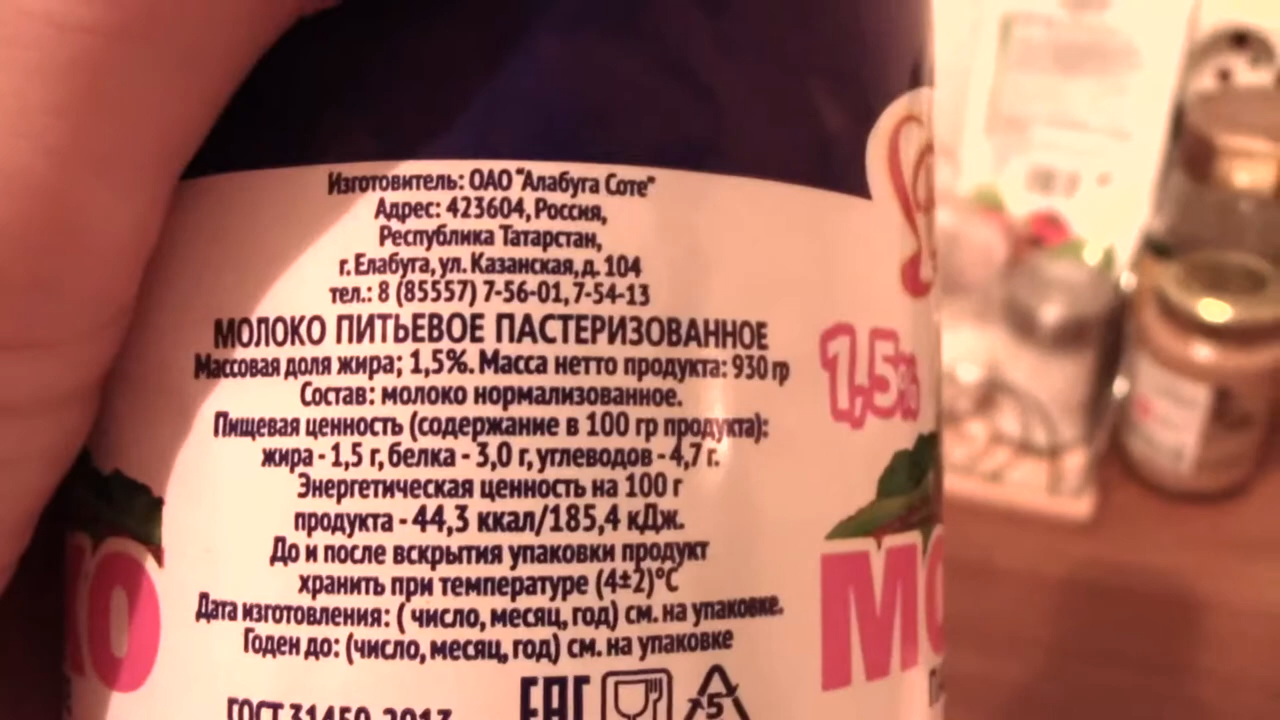 Изготовитель: ОАО "Алабуга Соте"
Адрес: 423604, Россия,
Республика Татарстан,
г. Елабуга, ул. Казанская, д. 104
тел.: 8 (85557) 7-56-01, 7-54-13
МОЛОКО ПИТЬЕВОЕ ПАСТЕРИЗОВАННОЕ
Массовая доля жира; 1,5%. Масса нетто продукта: 930 гр
Состав: молоко нормализованное.
Пищевая ценность (содержание в 100 гр продукта):
жира - 1,5 г, белка - 3,0 г, углеводов - 4,7 г.
Энергетическая ценность на 100 г
продукта - 44,3 ккал/185,4 кДж.
До и после вскрытия упаковки продукт
хранить при температуре (4±2)°С
Дата изготовления: ( число, месяц, год) см. на упаковке.
Годен до: (число, месяц, год) см. на упаковке
ГОСТ 31450-2013
EAC
5
1,5%